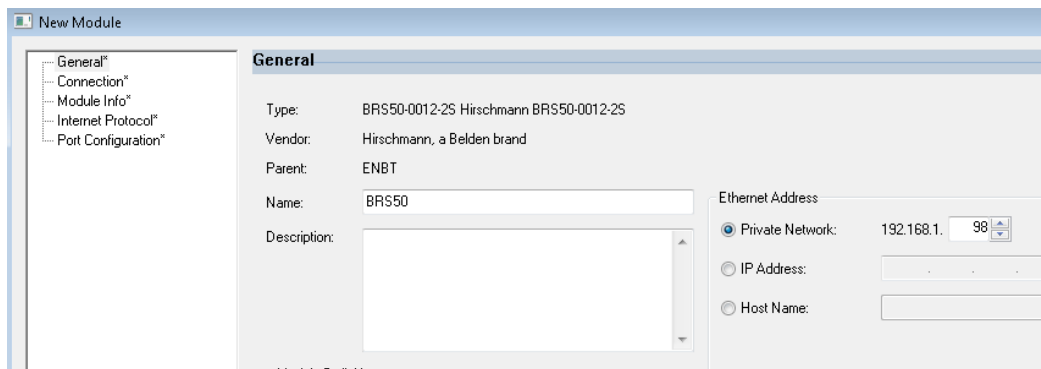 New Module
General*
Connection*
Module Info*
Internet Protocol*
Port Configuration*
General
Type: BRS50-0012-2S Hirschmann BRS50-0012-2S
Vendor: Hirschmann, a Belden brand
Parent: ENBT
Name: BRS50
Description:
Ethernet Address
Private Network: 192.168.1. 98
IP Address: . . .
Host Name: